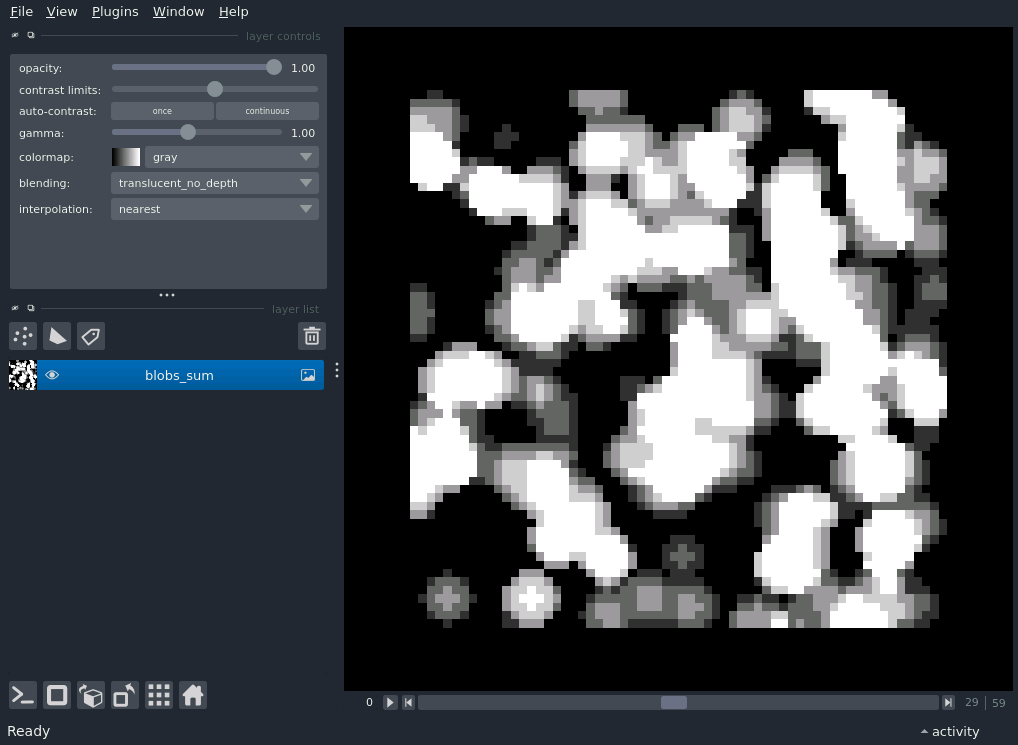 File View Plugins Window Help
layer controls
opacity: 1.00
contrast limits:
auto-contrast: once continuous
gamma: 1.00
colormap: gray
blending: translucent_no_depth
interpolation: nearest
layer list
blobs_sum
0 29 | 59
Ready activity